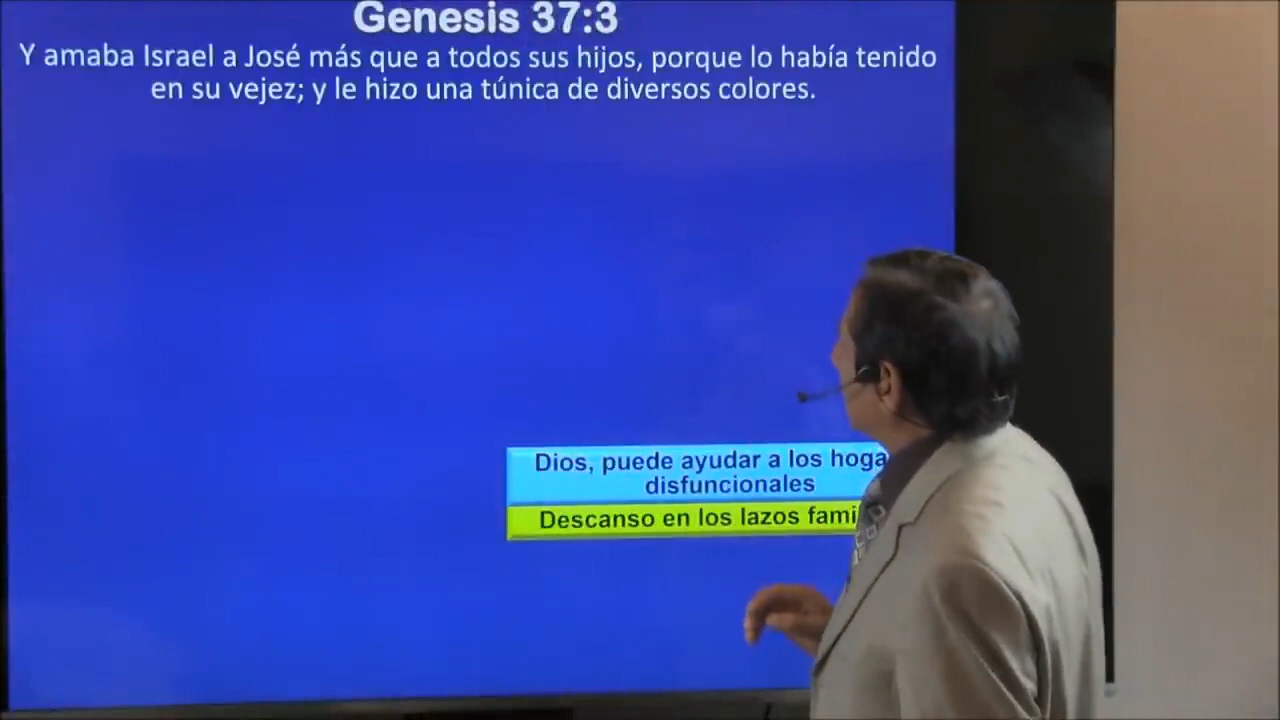 Genesis 37:3
Y amaba Israel a José más que a todos sus hijos, porque lo había tenido
en su vejez; y le hizo una túnica de diversos colores.
Dios, puede ayudar a los
disfuncionales
Descanso en los lazos